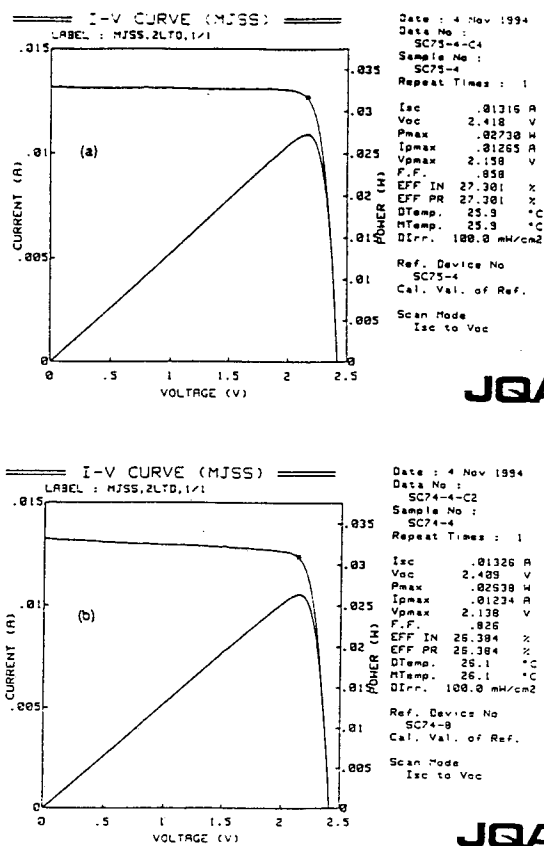 I-V CURVE (MJSS)
LABEL : MJSS,2LTD,1/1
.015
.01
.005
0
CURRENT (A)
(a)
.035
.03
.025
.02
.015
.01
.005
0
POWER (W)
0 .5 1 1.5 2 2.5
VOLTAGE (V)
Date : 4 Nov 1994
Data No :
SC75-4-C4
Sample No :
SC75-4
Repeat Times : 1
Isc .01316 A
Voc 2.418 V
Pmax .02730 W
Ipmax .01265 A
Vpmax 2.158 V
F.F. .858
EFF IN 27.301 %
EFF PR 27.301 %
DTemp. 25.9 °C
MTemp. 25.9 °C
DIrr. 100.0 mW/cm2
Ref. Device No
SC75-4
Cal. Val. of Ref.
Scan Mode
Isc to Voc
JQA
I-V CURVE (MJSS)
LABEL : MJSS,2LTD,1/1
.015
.01
.005
0
CURRENT (A)
(b)
.035
.03
.025
.02
.015
.01
.005
0
POWER (W)
0 .5 1 1.5 2 2.5
VOLTAGE (V)
Date : 4 Nov 1994
Data No :
SC74-4-C2
Sample No :
SC74-4
Repeat Times : 1
Isc .01326 A
Voc 2.409 V
Pmax .02638 W
Ipmax .01234 A
Vpmax 2.138 V
F.F. .826
EFF IN 26.384 %
EFF PR 26.384 %
DTemp. 26.1 °C
MTemp. 26.1 °C
DIrr. 100.0 mW/cm2
Ref. Device No
SC74-8
Cal. Val. of Ref.
Scan Mode
Isc to Voc
JQA